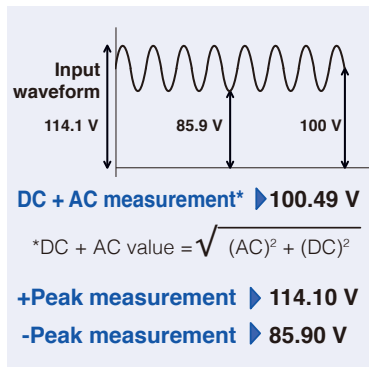 Input
waveform
114.1 V
85.9 V
100 V
DC + AC measurement* ▶ 100.49 V
*DC + AC value = √(AC)² + (DC)²
+Peak measurement ▶ 114.10 V
-Peak measurement ▶ 85.90 V